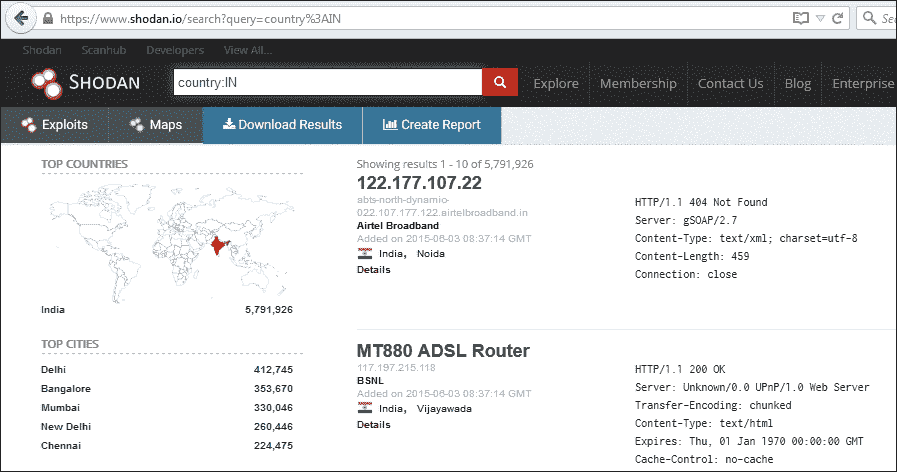 https://www.shodan.io/search?query=country%3AIN
Shodan Scanhub Developers View All...
SHODAN country:IN Explore Membership Contact Us Blog Enterprise
Exploits Maps Download Results Create Report
TOP COUNTRIES
India 5,791,926
TOP CITIES
Delhi 412,745
Bangalore 353,670
Mumbai 330,046
New Delhi 260,446
Chennai 224,475
Showing results 1 - 10 of 5,791,926
122.177.107.22
abts-north-dynamic-
022.107.177.122.airtelbroadband.in
Airtel Broadband
Added on 2015-06-03 08:37:14 GMT
India, Noida
Details
HTTP/1.1 404 Not Found
Server: gSOAP/2.7
Content-Type: text/xml; charset=utf-8
Content-Length: 459
Connection: close
MT880 ADSL Router
117.197.215.118
BSNL
Added on 2015-06-03 08:37:14 GMT
India, Vijayawada
Details
HTTP/1.1 200 OK
Server: Unknown/0.0 UPnP/1.0 Web Server
Transfer-Encoding: chunked
Content-Type: text/html
Expires: Thu, 01 Jan 1970 00:00:00 GMT
Cache-Control: no-cache